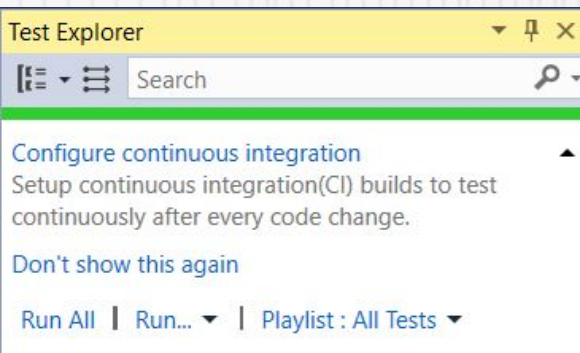 Test Explorer
Search
Configure continuous integration
Setup continuous integration(CI) builds to test
continuously after every code change.
Don't show this again
Run All | Run... | Playlist : All Tests